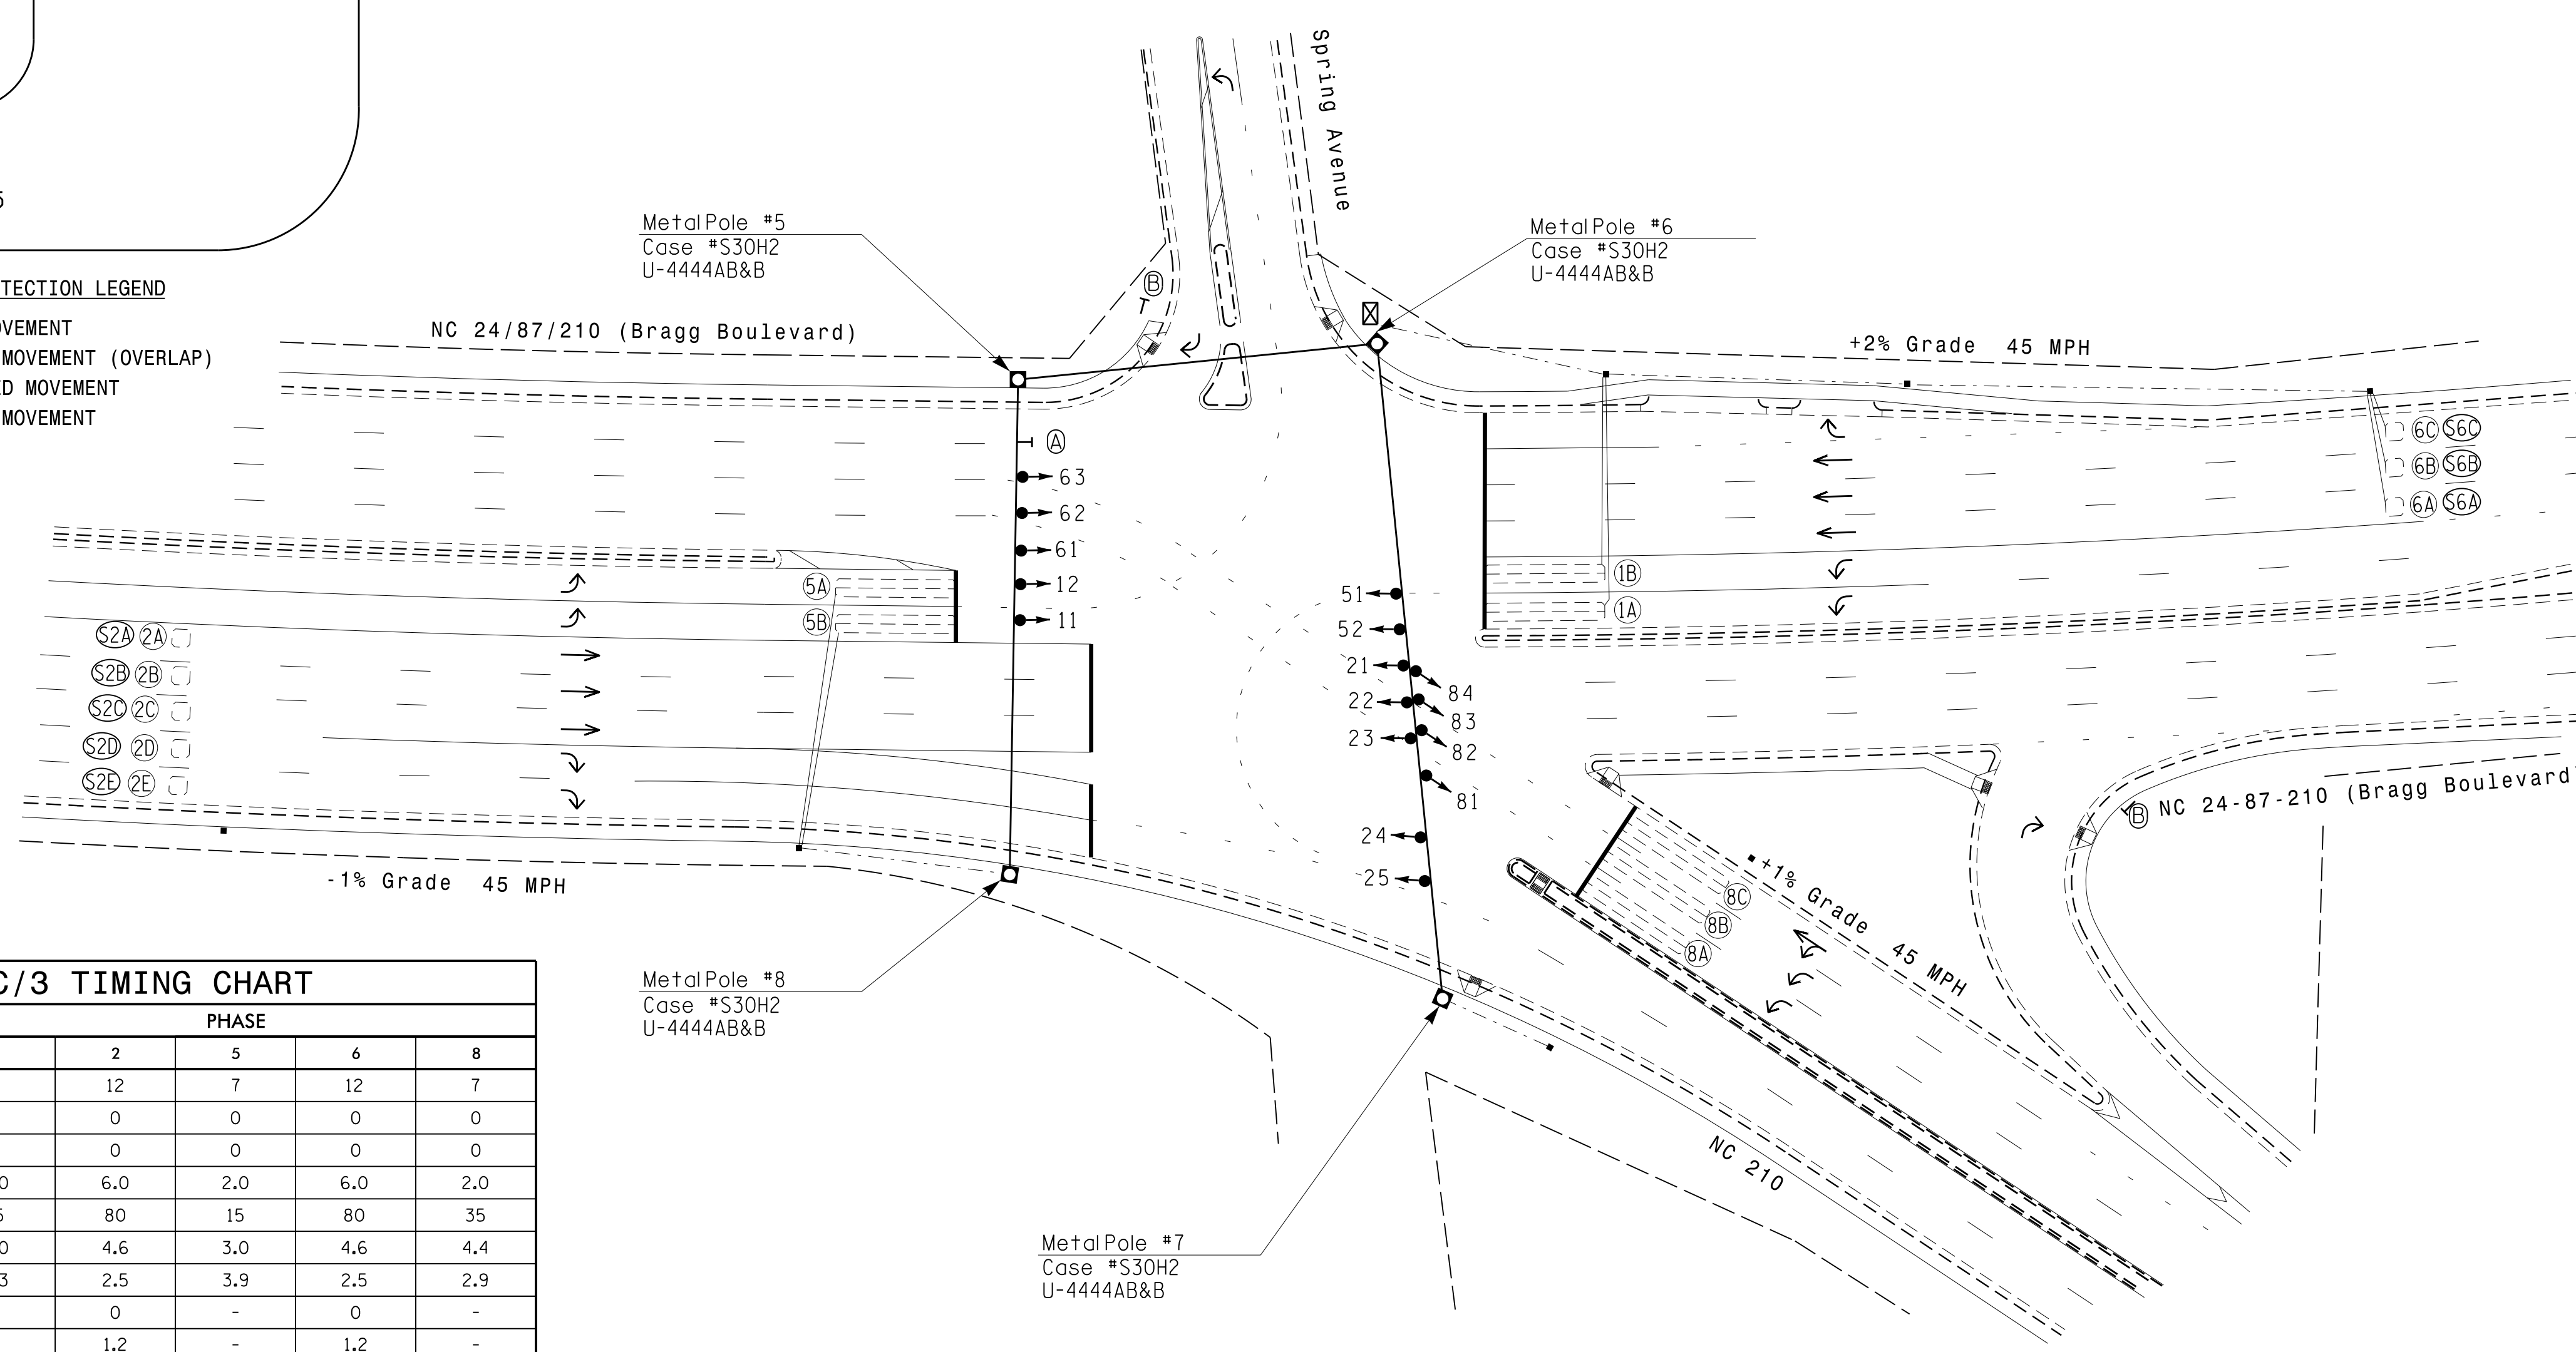 Spring Avenue
5
TECTION LEGEND
OVEMENT
MOVEMENT (OVERLAP)
ED MOVEMENT
MOVEMENT
Metal Pole #5
Case #S30H2
U-4444AB&B
Metal Pole #6
Case #S30H2
U-4444AB&B
B
NC 24/87/210 (Bragg Boulevard)
+2% Grade 45 MPH
A
63
62
61
12
11
6C S6C
6B S6B
6A S6A
5A
5B
1B
1A
S2A 2A
S2B 2B
S2C 2C
S2D 2D
S2E 2E
51
52
21
22
23
24
25
84
83
82
81
B NC 24-87-210 (Bragg Boulevard
-1% Grade 45 MPH
+1% Grade 45 MPH
8C
8B
8A
Metal Pole #8
Case #S30H2
U-4444AB&B
NC 210
Metal Pole #7
Case #S30H2
U-4444AB&B
C/3 TIMING CHART
PHASE
2 5 6 8
12 7 12 7
0 0 0 0
0 0 0 0
0 6.0 2.0 6.0 2.0
80 15 80 35
0 4.6 3.0 4.6 4.4
3 2.5 3.9 2.5 2.9
0 - 0 -
1.2 - 1.2 -